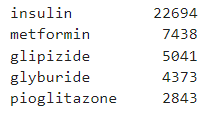 insulin 22694
metformin 7438
glipizide 5041
glyburide 4373
pioglitazone 2843